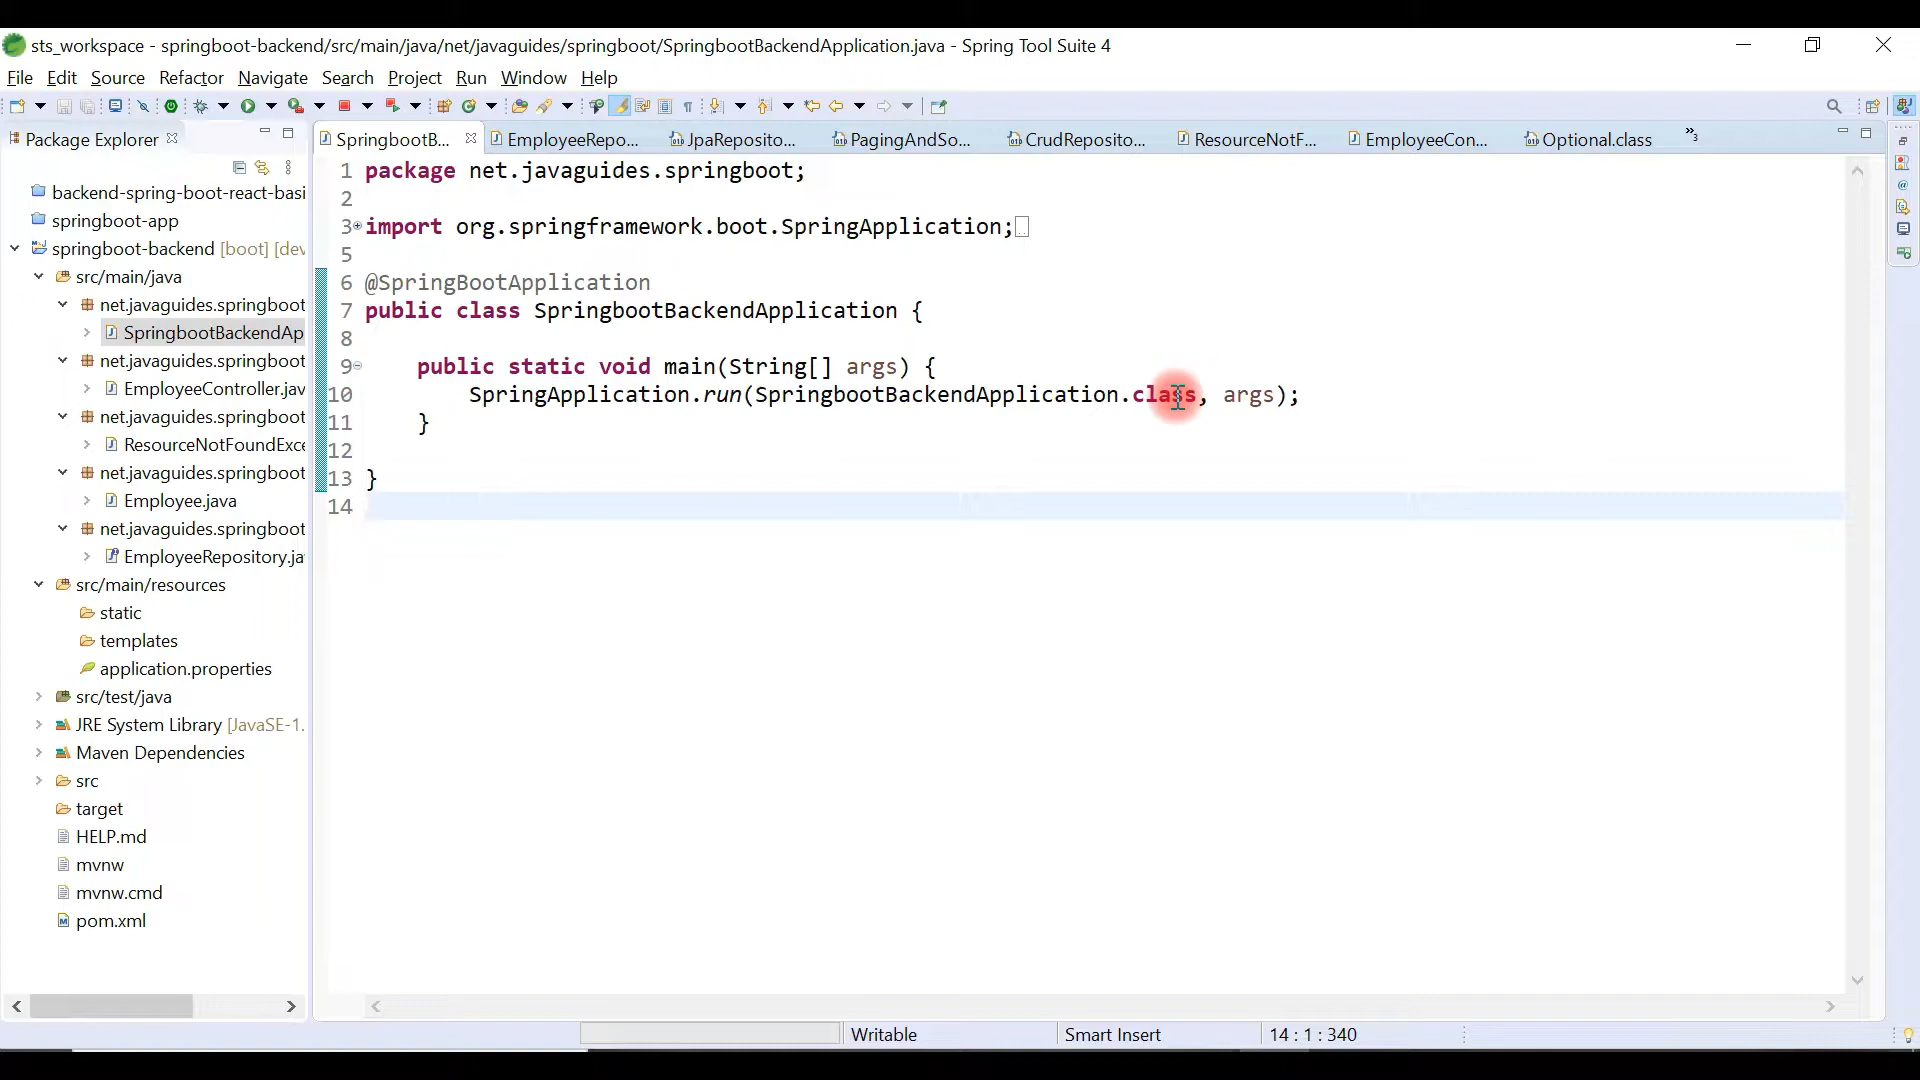 sts_workspace - springboot-backend/src/main/java/net/javaguides/springboot/SpringbootBackendApplication.java - Spring Tool Suite 4
File Edit Source Refactor Navigate Search Project Run Window Help
Package Explorer
SpringbootB... EmployeeRepo... JpaReposito... PagingAndSo... CrudReposito... ResourceNotF... EmployeeCon... Optional.class »3
backend-spring-boot-react-basi
springboot-app
springboot-backend [boot] [dev
src/main/java
net.javaguides.springboot
SpringbootBackendAp
net.javaguides.springboot
EmployeeController.jav
net.javaguides.springboot
ResourceNotFoundExce
net.javaguides.springboot
Employee.java
net.javaguides.springboot
EmployeeRepository.ja
src/main/resources
static
templates
application.properties
src/test/java
JRE System Library [JavaSE-1.
Maven Dependencies
src
target
HELP.md
mvnw
mvnw.cmd
pom.xml
1 package net.javaguides.springboot;
2
3 import org.springframework.boot.SpringApplication;
5
6 @SpringBootApplication
7 public class SpringbootBackendApplication {
8
9 public static void main(String[] args) {
10 SpringApplication.run(SpringbootBackendApplication.class, args);
11 }
12
13 }
14
Writable Smart Insert 14 : 1 : 340